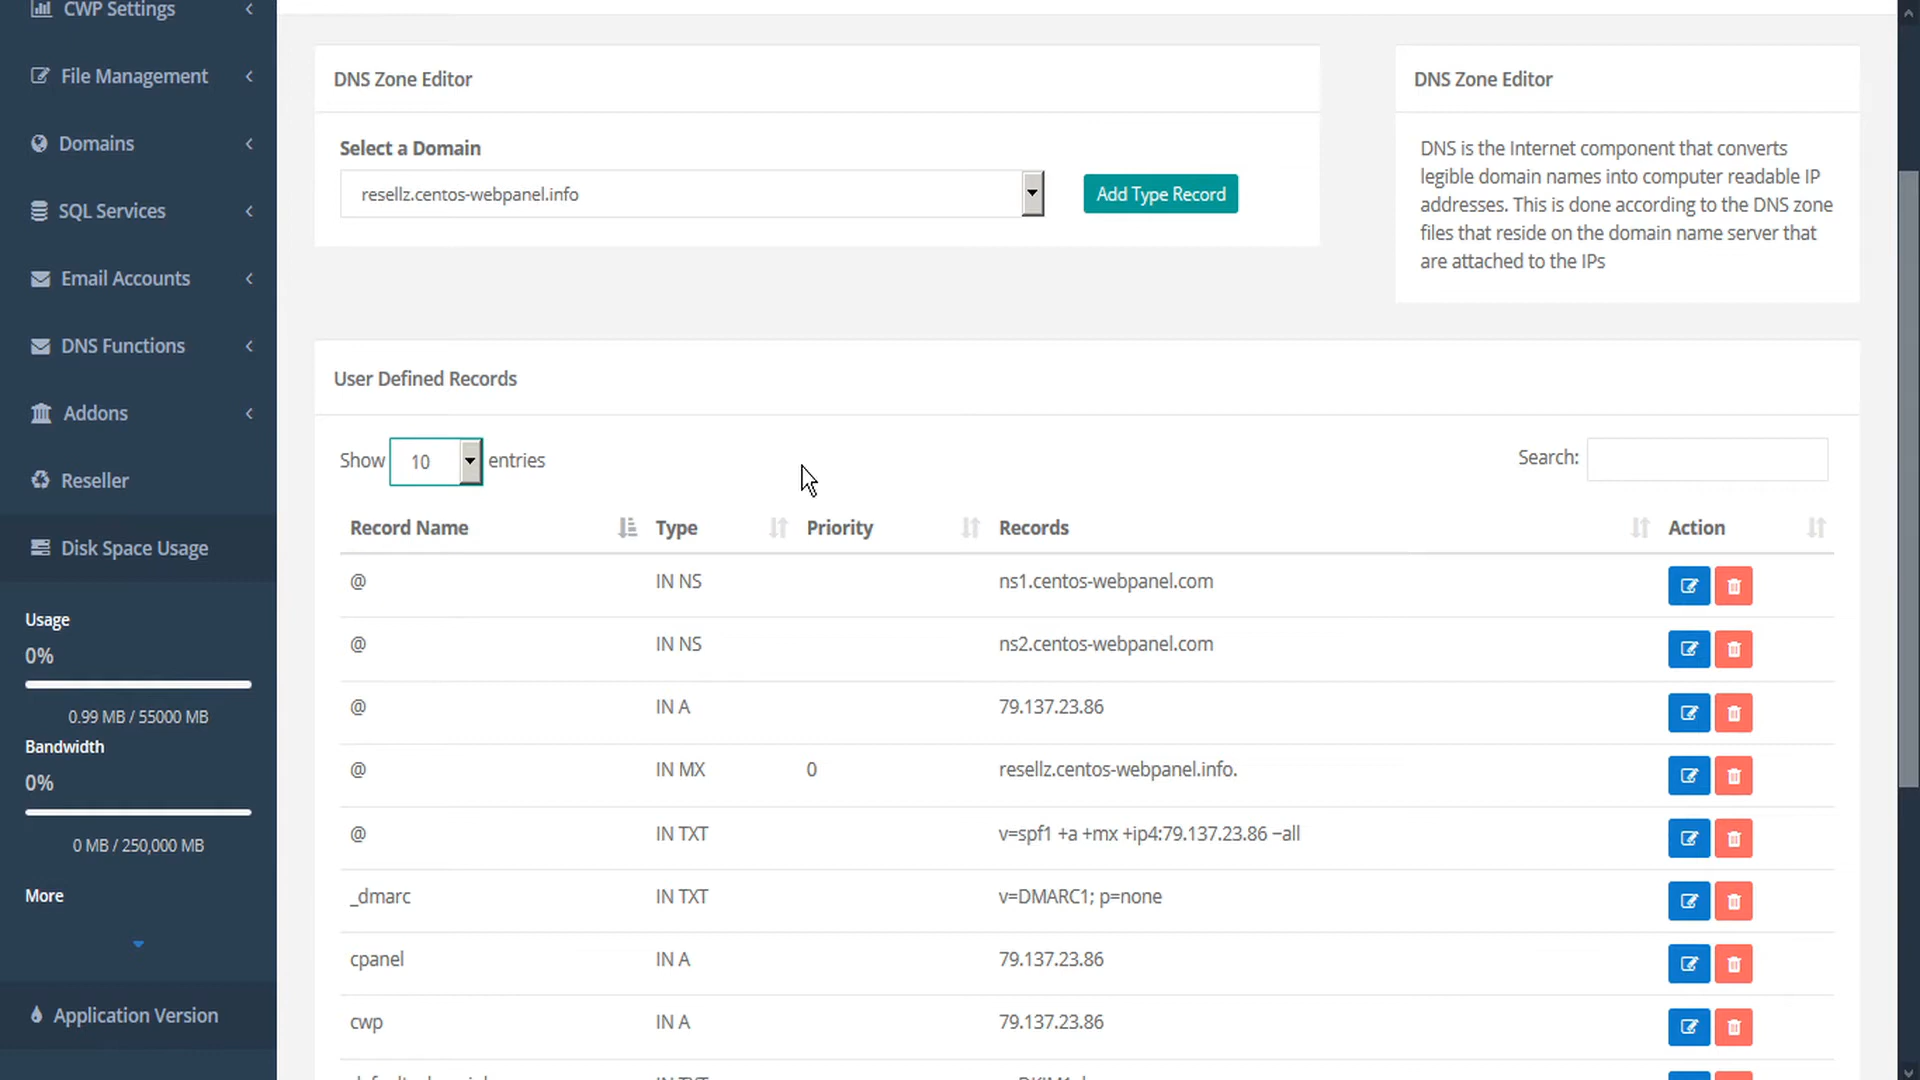 CWP Settings
File Management
Domains
SQL Services
Email Accounts
DNS Functions
Addons
Reseller
Disk Space Usage
Usage
0%
0.99 MB / 55000 MB
Bandwidth
0%
0 MB / 250,000 MB
More
Application Version
DNS Zone Editor
Select a Domain
resellz.centos-webpanel.info
Add Type Record
DNS Zone Editor
DNS is the Internet component that converts
legible domain names into computer readable IP
addresses. This is done according to the DNS zone
files that reside on the domain name server that
are attached to the IPs
User Defined Records
Show 10 entries
Search:
Record Name Type Priority Records Action
@ IN NS ns1.centos-webpanel.com
@ IN NS ns2.centos-webpanel.com
@ IN A 79.137.23.86
@ IN MX 0 resellz.centos-webpanel.info.
@ IN TXT v=spf1 +a +mx +ip4:79.137.23.86 ~all
_dmarc IN TXT v=DMARC1; p=none
cpanel IN A 79.137.23.86
cwp IN A 79.137.23.86